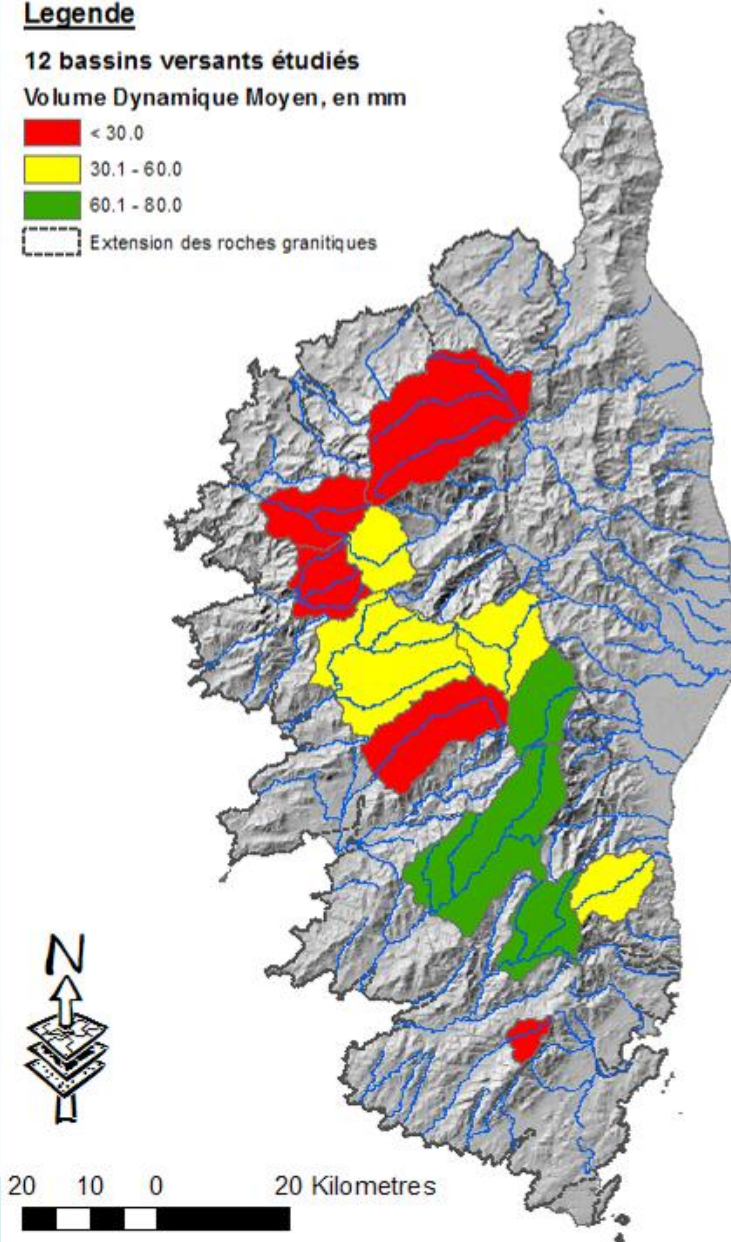 Legende
12 bassins versants étudiés
Volume Dynamique Moyen, en mm
< 30.0
30.1 - 60.0
60.1 - 80.0
Extension des roches granitiques
N
20 10 0 20 Kilometres